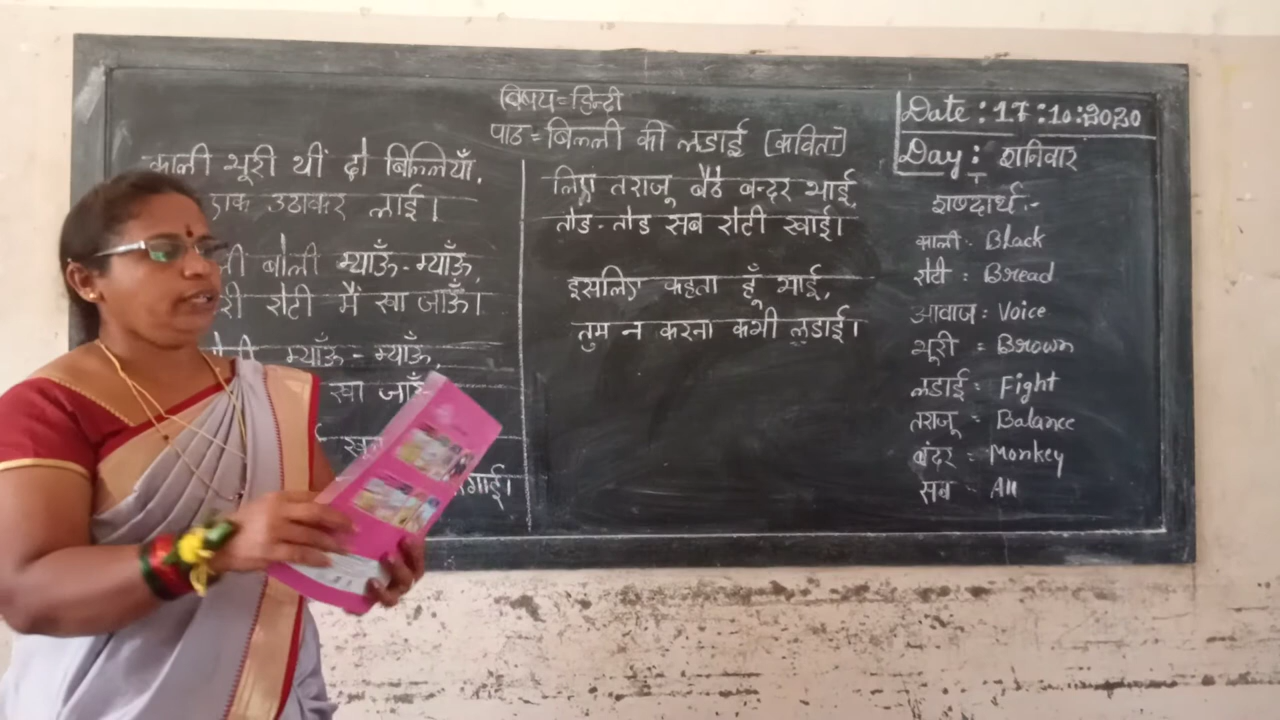 विषय = हिन्दी
पाठ = बिल्ली की लडाई [कविता]
Date : 17 : 10 : 2020
Day : शनिवार
काली भूरी थीं दो बिल्लियाँ,
उठाकर लाई।
बोली म्याँऊ - म्याँऊ,
रोटी मैं खा जाऊँ।
म्याँऊ - म्याँऊ,
खा जाऊँ
लिए तराजू बैठे बन्दर भाई,
तोड - तोड सब रोटी खाई।
इसलिए कहता हूँ भाई,
तुम न करना कभी लडाई।
शब्दार्थ :-
काली - Black
रोटी : Bread
आवाज : Voice
भूरी : Brown
लडाई : Fight
तराजू = Balance
बंदर = Monkey
सब - All